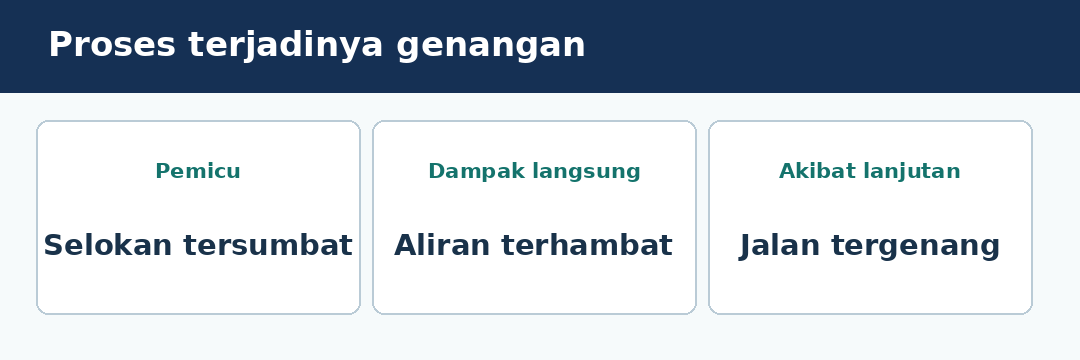 Proses terjadinya genangan
Pemicu
Selokan tersumbat
Dampak langsung
Aliran terhambat
Akibat lanjutan
Jalan tergenang